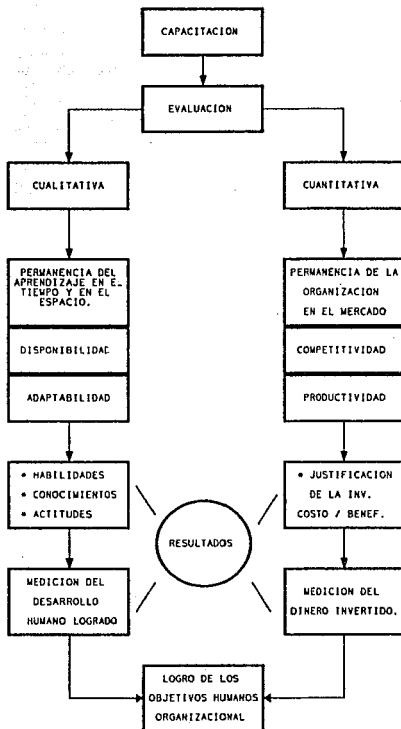 CAPACITACION
EVALUACION
CUALITATIVA
CUANTITATIVA
PERMANENCIA DEL
APRENDIZAJE EN E_
TIEMPO Y EN EL
ESPACIO.
PERMANENCIA DE LA
ORGANIZACION
EN EL MERCADO
DISPONIBILIDAD
COMPETITIVIDAD
ADAPTABILIDAD
PRODUCTIVIDAD
* HABILIDADES
* CONOCIMIENTOS
* ACTITUDES
* JUSTIFICACION
DE LA INV.
COSTO / BENEF.
RESULTADOS
MEDICION DEL
DESARROLLO
HUMANO LOGRADO
MEDICION DEL
DINERO INVERTIDO.
LOGRO DE LOS
OBJETIVOS HUMANOS
ORGANIZACIONAL